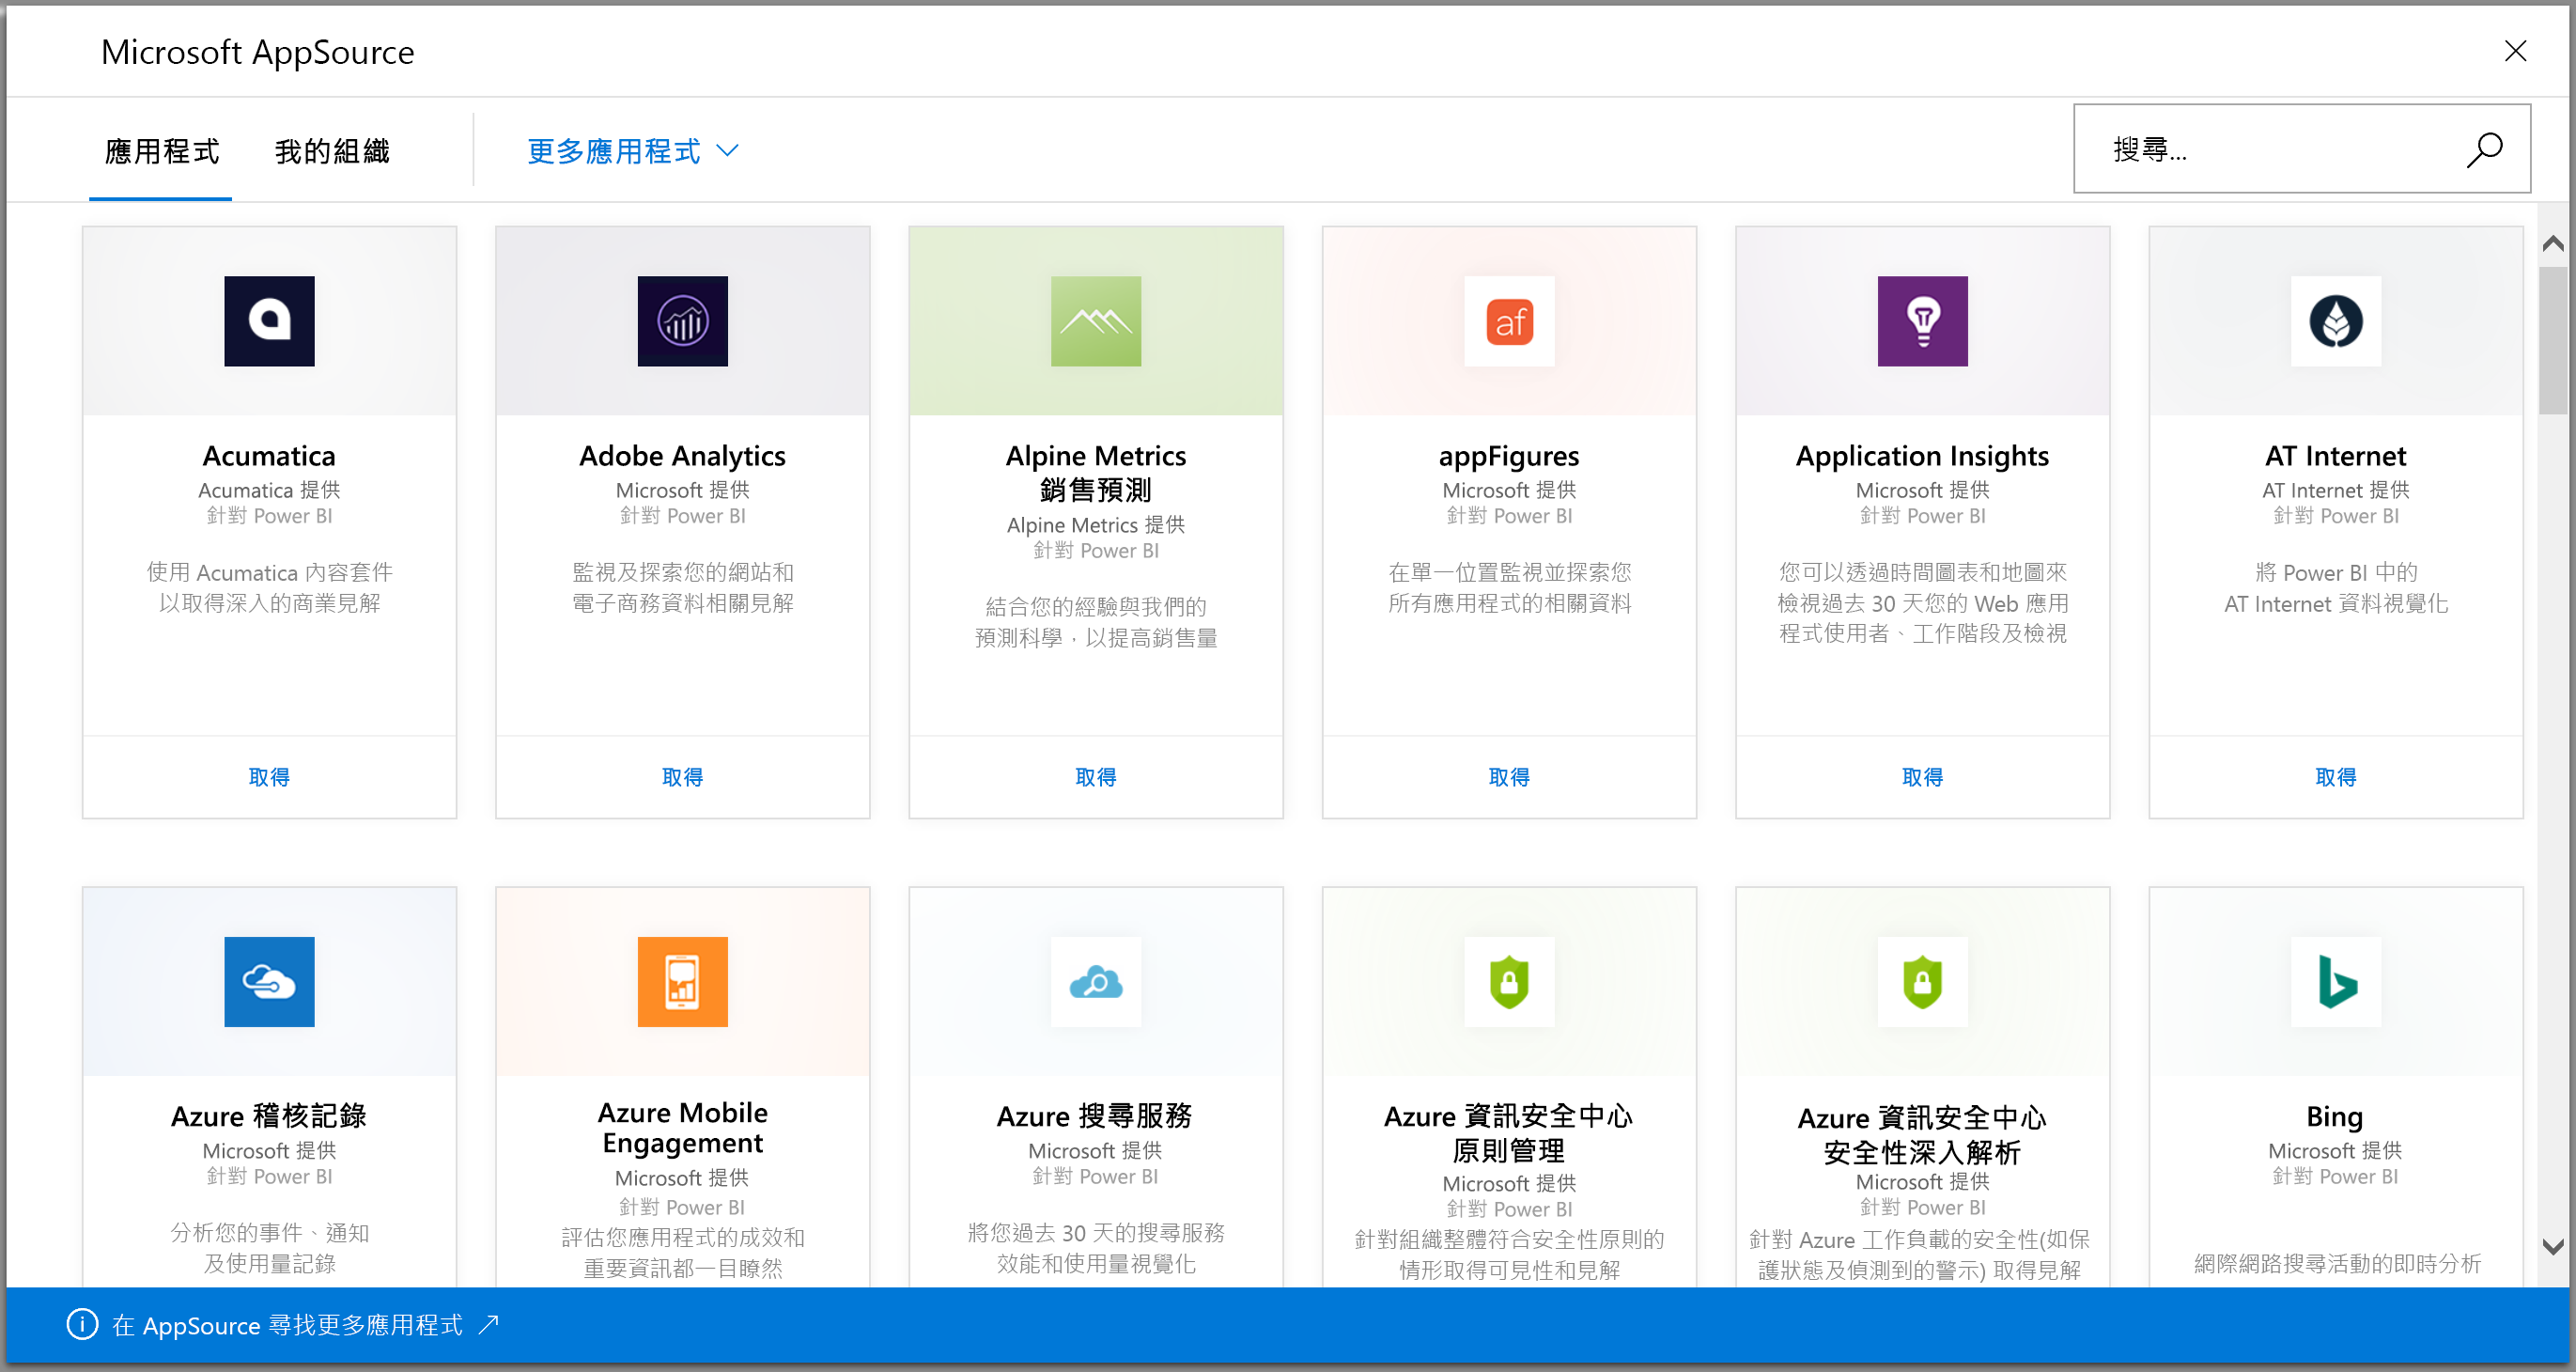 Microsoft AppSource
應用程式
我的組織
更多應用程式
搜尋...
Acumatica
Acumatica 提供
針對 Power BI
使用 Acumatica 內容套件
以取得深入的商業見解
取得
Adobe Analytics
Microsoft 提供
針對 Power BI
監視及探索您的網站和
電子商務資料相關見解
取得
Alpine Metrics
銷售預測
Alpine Metrics 提供
針對 Power BI
結合您的經驗與我們的
預測科學，以提高銷售量
取得
af
appFigures
Microsoft 提供
針對 Power BI
在單一位置監視並探索您
所有應用程式的相關資料
取得
Application Insights
Microsoft 提供
針對 Power BI
您可以透過時間圖表和地圖來
檢視過去 30 天您的 Web 應用
程式使用者、工作階段及檢視
取得
AT Internet
AT Internet 提供
針對 Power BI
將 Power BI 中的
AT Internet 資料視覺化
取得
Azure 稽核記錄
Microsoft 提供
針對 Power BI
分析您的事件、通知
及使用量記錄
Azure Mobile
Engagement
Microsoft 提供
針對 Power BI
評估您應用程式的成效和
重要資訊都一目瞭然
Azure 搜尋服務
Microsoft 提供
針對 Power BI
將您過去 30 天的搜尋服務
效能和使用量視覺化
Azure 資訊安全中心
原則管理
Microsoft 提供
針對 Power BI
針對組織整體符合安全性原則的
情形取得可見性和見解
Azure 資訊安全中心
安全性深入解析
Microsoft 提供
針對 Power BI
針對 Azure 工作負載的安全性(如保
護狀態及偵測到的警示) 取得見解
Bing
Microsoft 提供
針對 Power BI
網際網路搜尋活動的即時分析
在 AppSource 尋找更多應用程式